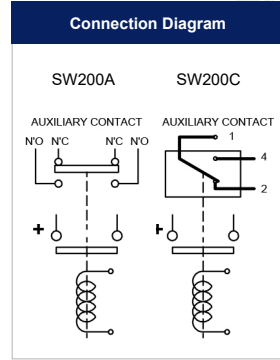 Connection Diagram
SW200A SW200C
AUXILIARY CONTACT AUXILIARY CONTACT
N'O N'C N'C N'O
1
4
2
+ +